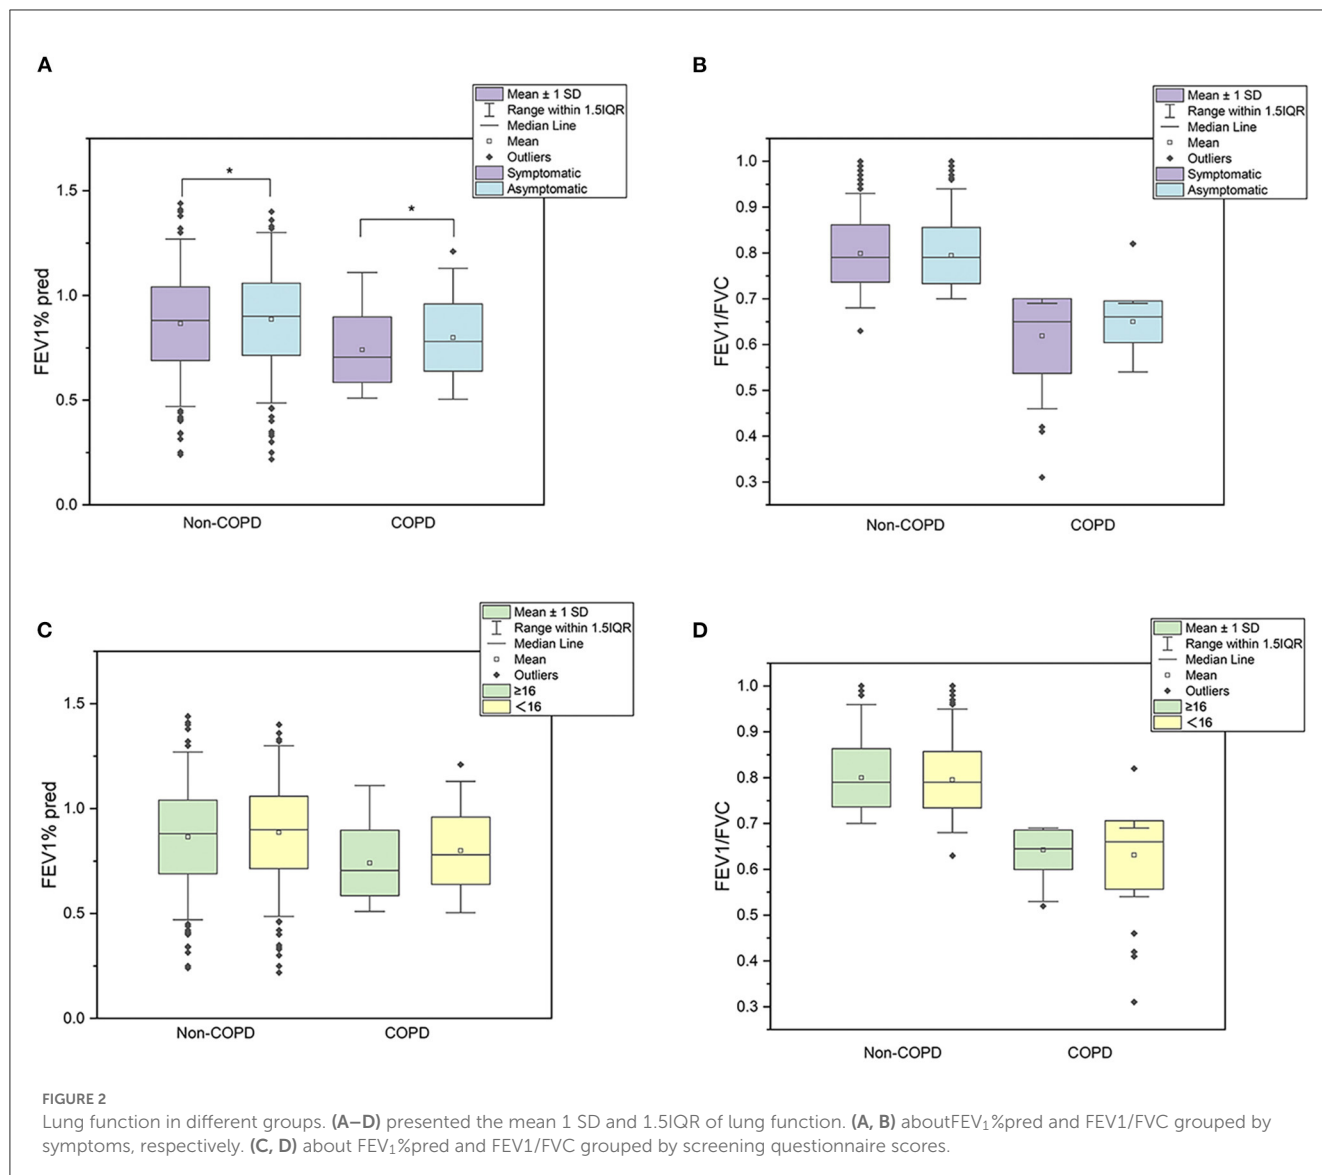 A
Mean ± 1 SD
Range within 1.5IQR
Median Line
Mean
Outliers
Symptomatic
Asymptomatic
FEV1% pred
1.5
1.0
0.5
0.0
*
*
Non-COPD
COPD
B
Mean ± 1 SD
Range within 1.5IQR
Median Line
Mean
Outliers
Symptomatic
Asymptomatic
FEV1/FVC
1.0
0.9
0.8
0.7
0.6
0.5
0.4
0.3
Non-COPD
COPD
C
Mean ± 1 SD
Range within 1.5IQR
Median Line
Mean
Outliers
≥16
<16
FEV1% pred
1.5
1.0
0.5
0.0
Non-COPD
COPD
D
Mean ± 1 SD
Range within 1.5IQR
Median Line
Mean
Outliers
≥16
<16
FEV1/FVC
1.0
0.9
0.8
0.7
0.6
0.5
0.4
0.3
Non-COPD
COPD
FIGURE 2
Lung function in different groups. (A–D) presented the mean 1 SD and 1.5IQR of lung function. (A, B) aboutFEV₁%pred and FEV1/FVC grouped by
symptoms, respectively. (C, D) about FEV₁%pred and FEV1/FVC grouped by screening questionnaire scores.